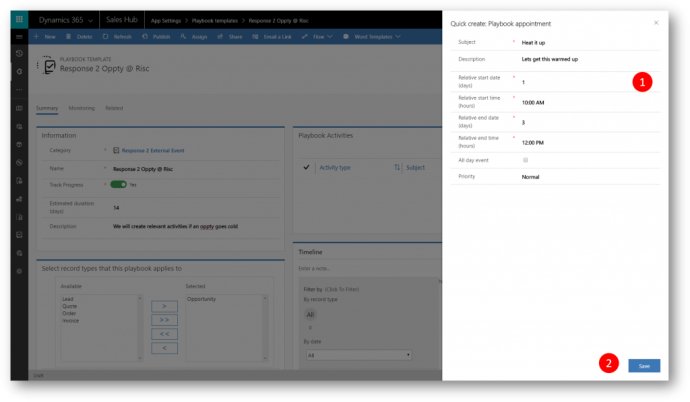 Dynamics 365
Sales Hub
App Settings > Playbook templates > Response 2 Oppty @ Risc
+ New
Delete
Refresh
Publish
Assign
Share
Email a Link
Flow
Word Templates
PLAYBOOK TEMPLATE
Response 2 Oppty @ Risc
Summary
Monitoring
Related
Information
Category * Response 2 External Event
Name * Response 2 Oppty @ Risc
Track Progress * Yes
Estimated duration (days) 14
Description We will create relevant activities if an oppty goes cold
Select record types that this playbook applies to
Available
Lead
Quote
Order
Invoice
>
>>
<<
<
Selected
Opportunity
Playbook Activities
Activity type
Subject
Timeline
Enter a note...
Filter by (Click To Filter)
By record type
All
By date
All
Draft
Quick create: Playbook appointment
Subject * Heat it up
Description Lets get this warmed up
Relative start date (days) * 1
Relative start time (hours) * 10:00 AM
Relative end date (days) * 3
Relative end time (hours) * 12:00 PM
All day event
Priority Normal
1
2
Save